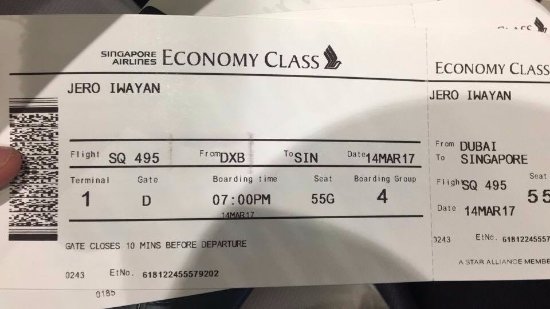 SINGAPORE AIRLINES ECONOMY CLASS
JERO IWAYAN
Flight SQ 495 From DXB To SIN Date 14MAR17
Terminal Gate Boarding time Seat Boarding Group
1 D 07:00PM 55G 4
14MAR17
GATE CLOSES 10 MINS BEFORE DEPARTURE
0243 EtNo. 618122455579202
0185
ECONOMY CLASS
JERO IWAYAN
From DUBAI
To SINGAPORE
Flight SQ 495 Seat
55
Date 14MAR17
0243 EtNo. 6181224555
A STAR ALLIANCE MEMBE